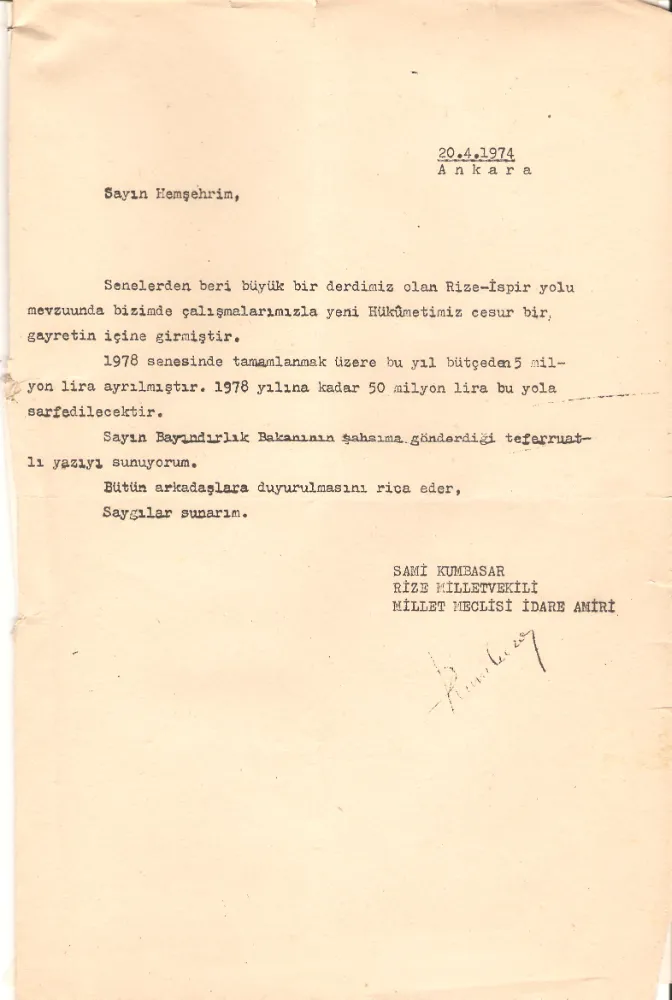 20.4.1974
A n k a r a
Sayın Hemşehrim,
Senelerden beri büyük bir derdimiz olan Rize-İspir yolu
mevzuunda bizimde çalışmalarımızla yeni Hükûmetimiz cesur bir
gayretin içine girmiştir.
1978 senesinde tamamlanmak üzere bu yıl bütçeden 5 mil-
yon lira ayrılmıştır. 1978 yılına kadar 50 milyon lira bu yola
sarfedilecektir.
Sayın Bayındırlık Bakanının şahsıma gönderdiği teferruat-
lı yazıyı sunuyorum.
Bütün arkadaşlara duyurulmasını rica eder,
Saygılar sunarım.
SAMİ KUMBASAR
RİZE MİLLETVEKİLİ
MİLLET MECLİSİ İDARE AMİRİ